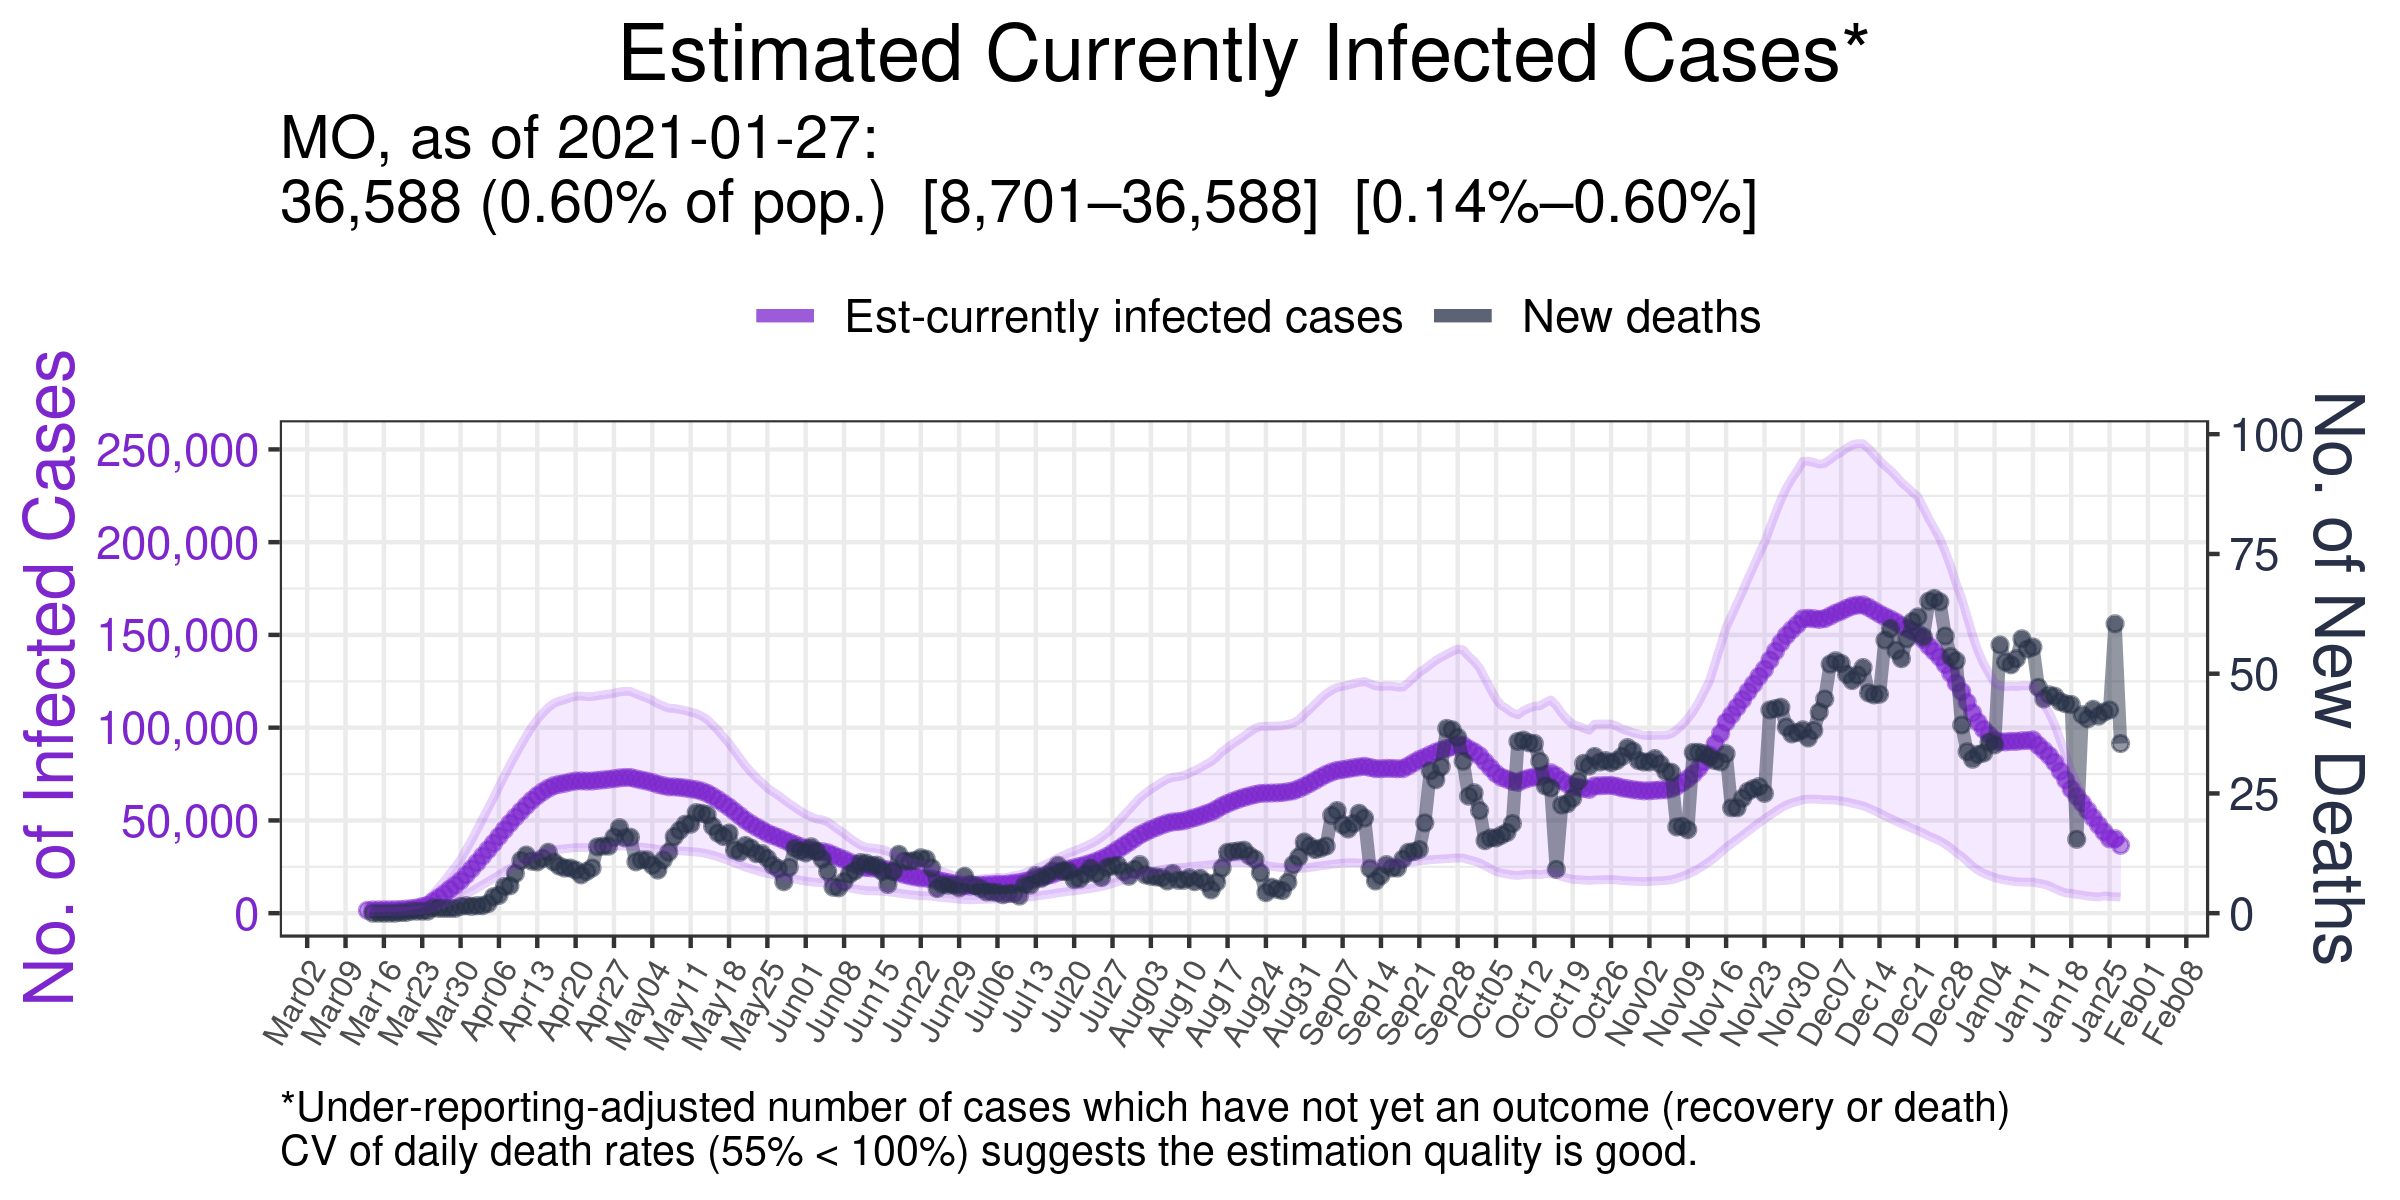 Estimated Currently Infected Cases*
MO, as of 2021-01-27:
36,588 (0.60% of pop.)  [8,701–36,588]  [0.14%–0.60%]
Est-currently infected cases
New deaths
No. of Infected Cases
250,000
200,000
150,000
100,000
50,000
0
100
75
50
25
0
No. of New Deaths
Mar02
Mar09
Mar16
Mar23
Mar30
Apr06
Apr13
Apr20
Apr27
May04
May11
May18
May25
Jun01
Jun08
Jun15
Jun22
Jun29
Jul06
Jul13
Jul20
Jul27
Aug03
Aug10
Aug17
Aug24
Aug31
Sep07
Sep14
Sep21
Sep28
Oct05
Oct12
Oct19
Oct26
Nov02
Nov09
Nov16
Nov23
Nov30
Dec07
Dec14
Dec21
Dec28
Jan04
Jan11
Jan18
Jan25
Feb01
Feb08
*Under-reporting-adjusted number of cases which have not yet an outcome (recovery or death)
CV of daily death rates (55% < 100%) suggests the estimation quality is good.